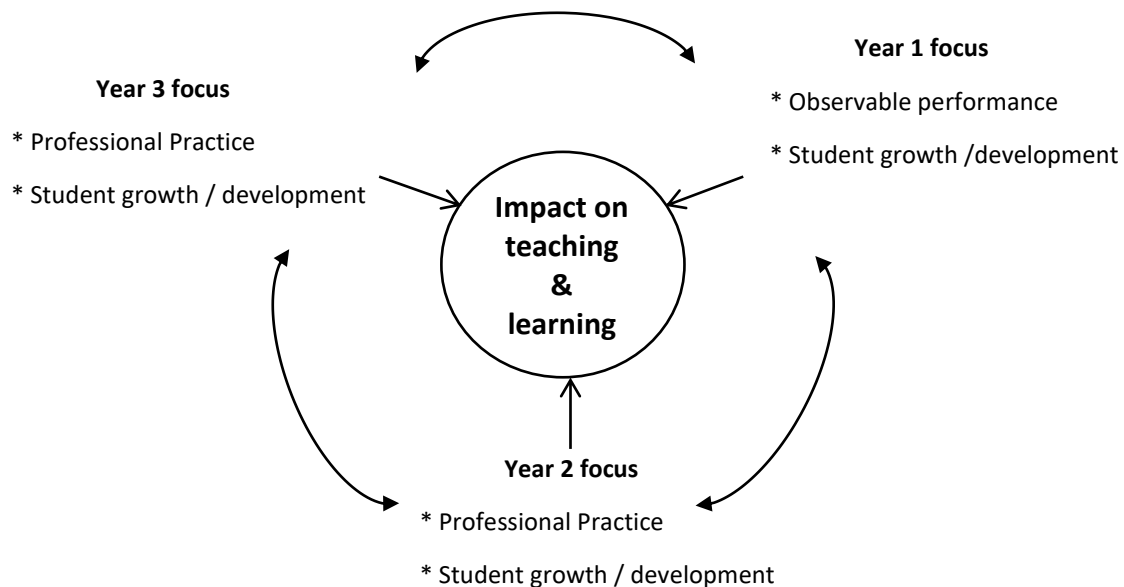 Year 1 focus
* Observable performance
* Student growth /development
Year 3 focus
* Professional Practice
* Student growth / development
Impact on
teaching
&
learning
Year 2 focus
* Professional Practice
* Student growth / development